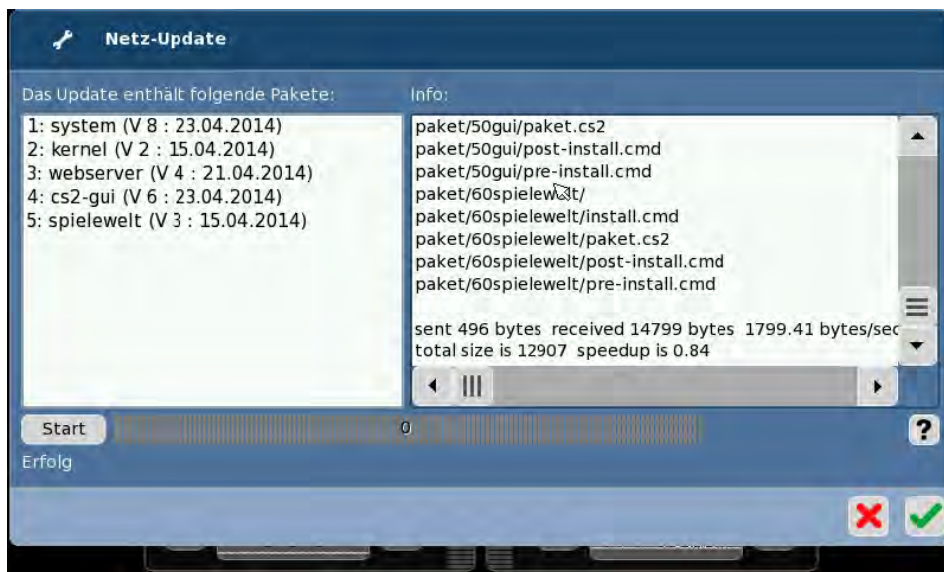 Netz-Update
Das Update enthält folgende Pakete:
1: system (V 8 : 23.04.2014)
2: kernel (V 2 : 15.04.2014)
3: webserver (V 4 : 21.04.2014)
4: cs2-gui (V 6 : 23.04.2014)
5: spielewelt (V 3 : 15.04.2014)
Info:
paket/50gui/paket.cs2
paket/50gui/post-install.cmd
paket/50gui/pre-install.cmd
paket/60spielewelt/
paket/60spielewelt/install.cmd
paket/60spielewelt/paket.cs2
paket/60spielewelt/post-install.cmd
paket/60spielewelt/pre-install.cmd
sent 496 bytes received 14799 bytes 1799.41 bytes/sec
total size is 12907 speedup is 0.84
Start
0
?
Erfolg